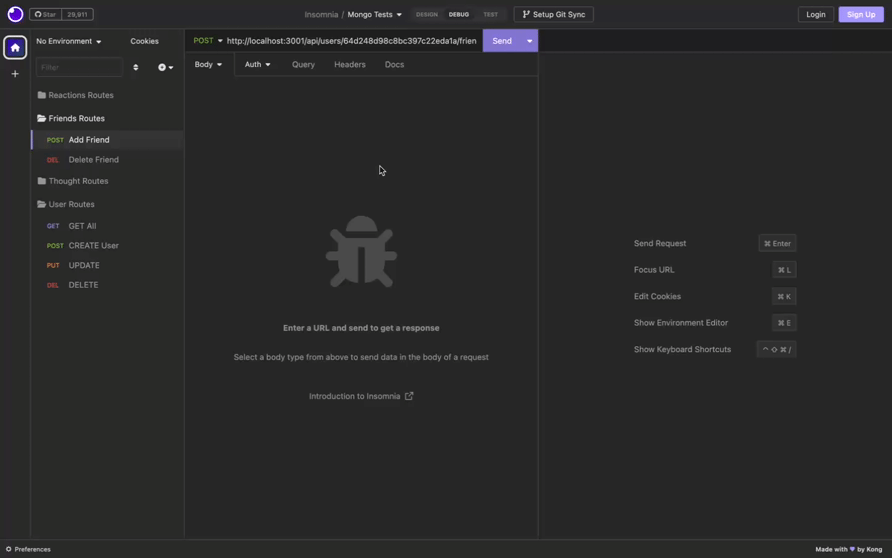 Star 29,911
Insomnia / Mongo Tests
DESIGN DEBUG TEST
Setup Git Sync
Login
Sign Up
No Environment
Cookies
Filter
Reactions Routes
Friends Routes
POST Add Friend
DEL Delete Friend
Thought Routes
User Routes
GET GET All
POST CREATE User
PUT UPDATE
DEL DELETE
POST http://localhost:3001/api/users/64d248d98c8bc397c22eda1a/frien
Send
Body Auth Query Headers Docs
Enter a URL and send to get a response
Select a body type from above to send data in the body of a request
Introduction to Insomnia
Send Request ⌘ Enter
Focus URL ⌘ L
Edit Cookies ⌘ K
Show Environment Editor ⌘ E
Show Keyboard Shortcuts ⌃ ⇧ ⌘ /
Preferences
Made with ♥ by Kong